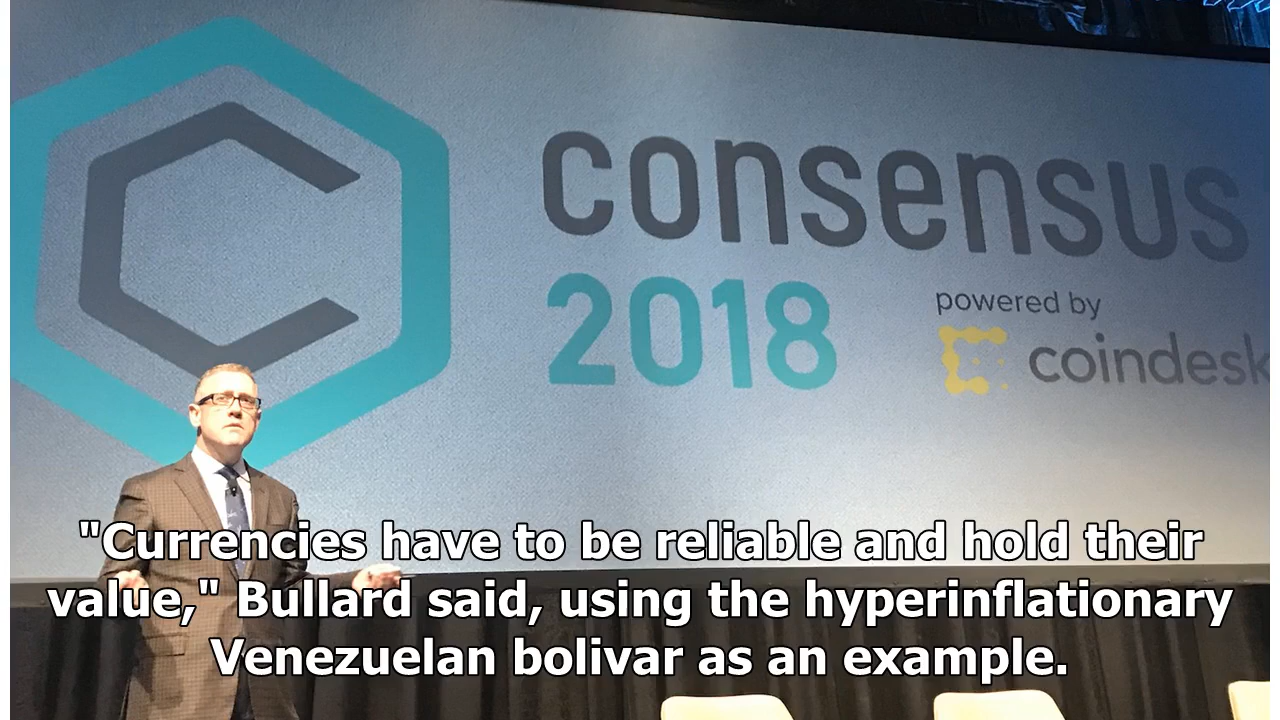 consensus
2018
powered by
coindesk
"Currencies have to be reliable and hold their
value," Bullard said, using the hyperinflationary
Venezuelan bolivar as an example.